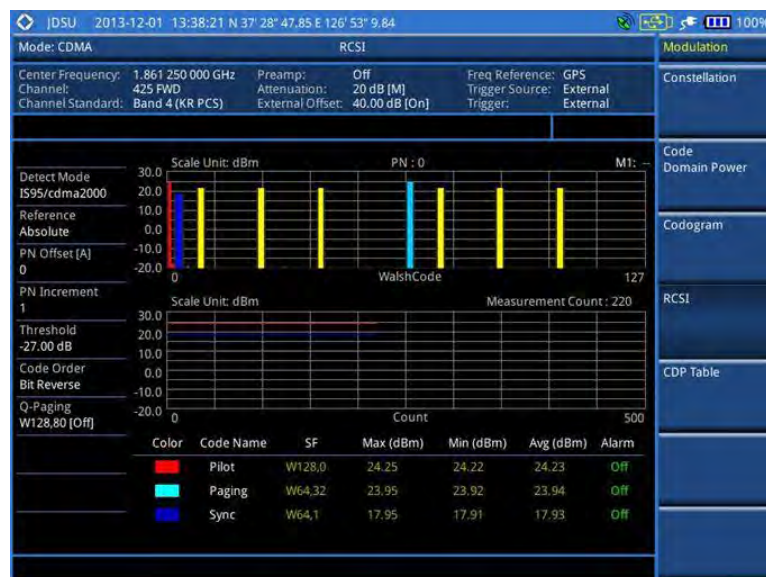 JDSU 2013-12-01 13:38:21 N 37' 28" 47.85 E 126' 53" 9.84 100%
Mode: CDMA RCSI Modulation
Center Frequency: 1.861 250 000 GHz Preamp: Off Freq Reference: GPS
Channel: 425 FWD Attenuation: 20 dB [M] Trigger Source: External
Channel Standard: Band 4 (KR PCS) External Offset: 40.00 dB [On] Trigger: External
Constellation
Code Domain Power
Codogram
RCSI
CDP Table
Detect Mode
IS95/cdma2000
Reference
Absolute
PN Offset [A]
0
PN Increment
1
Threshold
-27.00 dB
Code Order
Bit Reverse
Q-Paging
W128,80 [Off]
Scale Unit: dBm PN : 0 M1: --
30.0
20.0
10.0
0.0
-10.0
-20.0
0 WalshCode 127
Scale Unit: dBm Measurement Count : 220
30.0
20.0
10.0
0.0
-10.0
-20.0
0 Count 500
Color Code Name SF Max (dBm) Min (dBm) Avg (dBm) Alarm
Pilot W128,0 24.25 24.22 24.23 Off
Paging W64,32 23.95 23.92 23.94 Off
Sync W64,1 17.95 17.91 17.93 Off